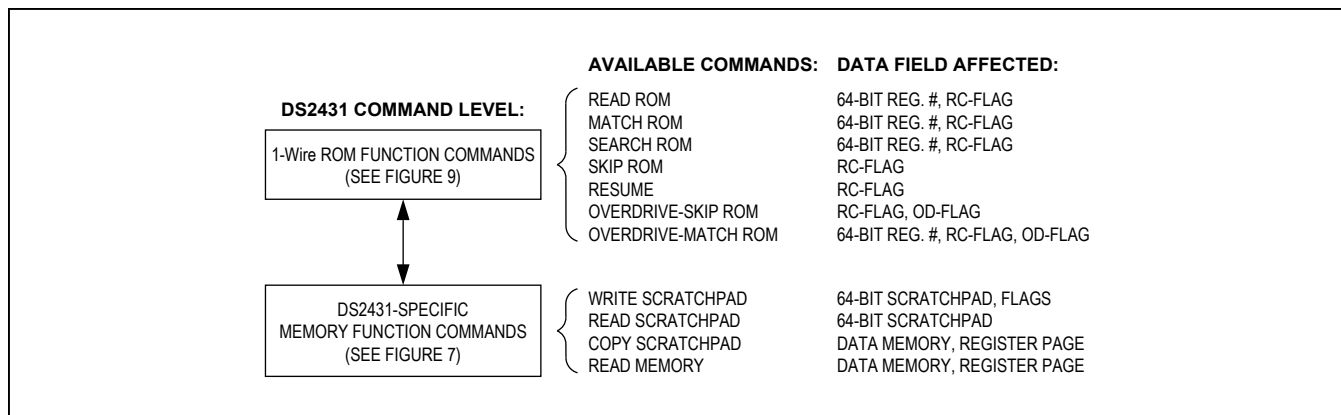 AVAILABLE COMMANDS: DATA FIELD AFFECTED:
DS2431 COMMAND LEVEL:
1-Wire ROM FUNCTION COMMANDS
(SEE FIGURE 9)
READ ROM 64-BIT REG. #, RC-FLAG
MATCH ROM 64-BIT REG. #, RC-FLAG
SEARCH ROM 64-BIT REG. #, RC-FLAG
SKIP ROM RC-FLAG
RESUME RC-FLAG
OVERDRIVE-SKIP ROM RC-FLAG, OD-FLAG
OVERDRIVE-MATCH ROM 64-BIT REG. #, RC-FLAG, OD-FLAG
DS2431-SPECIFIC
MEMORY FUNCTION COMMANDS
(SEE FIGURE 7)
WRITE SCRATCHPAD 64-BIT SCRATCHPAD, FLAGS
READ SCRATCHPAD 64-BIT SCRATCHPAD
COPY SCRATCHPAD DATA MEMORY, REGISTER PAGE
READ MEMORY DATA MEMORY, REGISTER PAGE